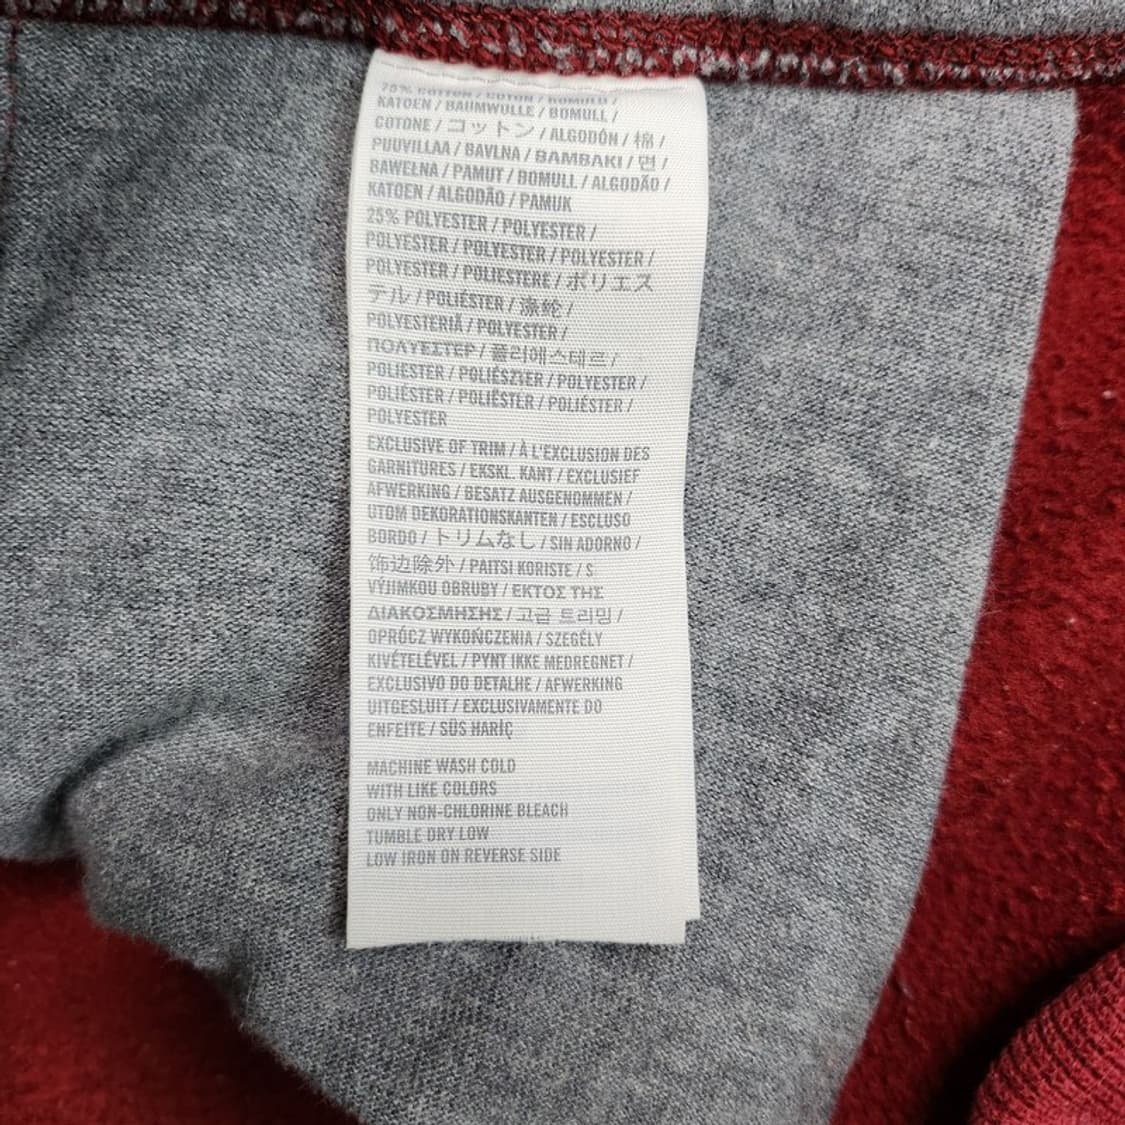 75% COTTON / COTON / BOMULD /
KATOEN / BAUMWOLLE / BOMULL /
COTONE / コットン / ALGODÓN / 棉 /
PUUVILLAA / BAVLNA / BAMBAKI / 면 /
BAWEŁNA / PAMUT / BOMULL / ALGODÃO /
KATOEN / ALGODÃO / PAMUK
25% POLYESTER / POLYESTER /
POLYESTER / POLYESTER / POLYESTER /
POLYESTER / POLIESTERE / ポリエス
テル / POLIÉSTER / 涤纶 /
POLYESTERIÄ / POLYESTER /
ΠΟΛΥΕΣΤΕΡ / 폴리에스테르 /
POLIESTER / POLIÉSZTER / POLYESTER /
POLIÉSTER / POLIËSTER / POLIÉSTER /
POLYESTER
EXCLUSIVE OF TRIM / À L'EXCLUSION DES
GARNITURES / EKSKL. KANT / EXCLUSIEF
AFWERKING / BESATZ AUSGENOMMEN /
UTOM DEKORATIONSKANTEN / ESCLUSO
BORDO / トリムなし / SIN ADORNO /
饰边除外 / PAITSI KORISTE / S
VÝJIMKOU OBRUBY / ΕΚΤΟΣ ΤΗΣ
ΔΙΑΚΟΣΜΗΣΗΣ / 고급 트리밍 /
OPRÓCZ WYKOŃCZENIA / SZEGÉLY
KIVÉTELÉVEL / PYNT IKKE MEDREGNET /
EXCLUSIVO DO DETALHE / AFWERKING
UITGESLUIT / EXCLUSIVAMENTE DO
ENFEITE / SÜS HARİÇ
MACHINE WASH COLD
WITH LIKE COLORS
ONLY NON-CHLORINE BLEACH
TUMBLE DRY LOW
LOW IRON ON REVERSE SIDE